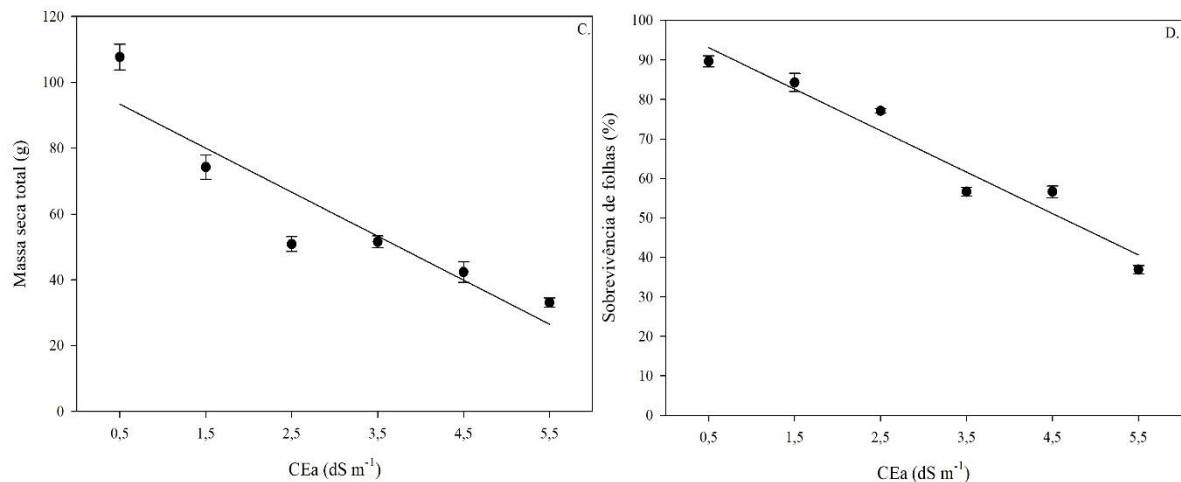 C.
Massa seca total (g)
120
100
80
60
40
20
0
0,5 1,5 2,5 3,5 4,5 5,5
CEa (dS m⁻¹)
D.
Sobrevivência de folhas (%)
100
90
80
70
60
50
40
30
20
10
0
0,5 1,5 2,5 3,5 4,5 5,5
CEa (dS m⁻¹)